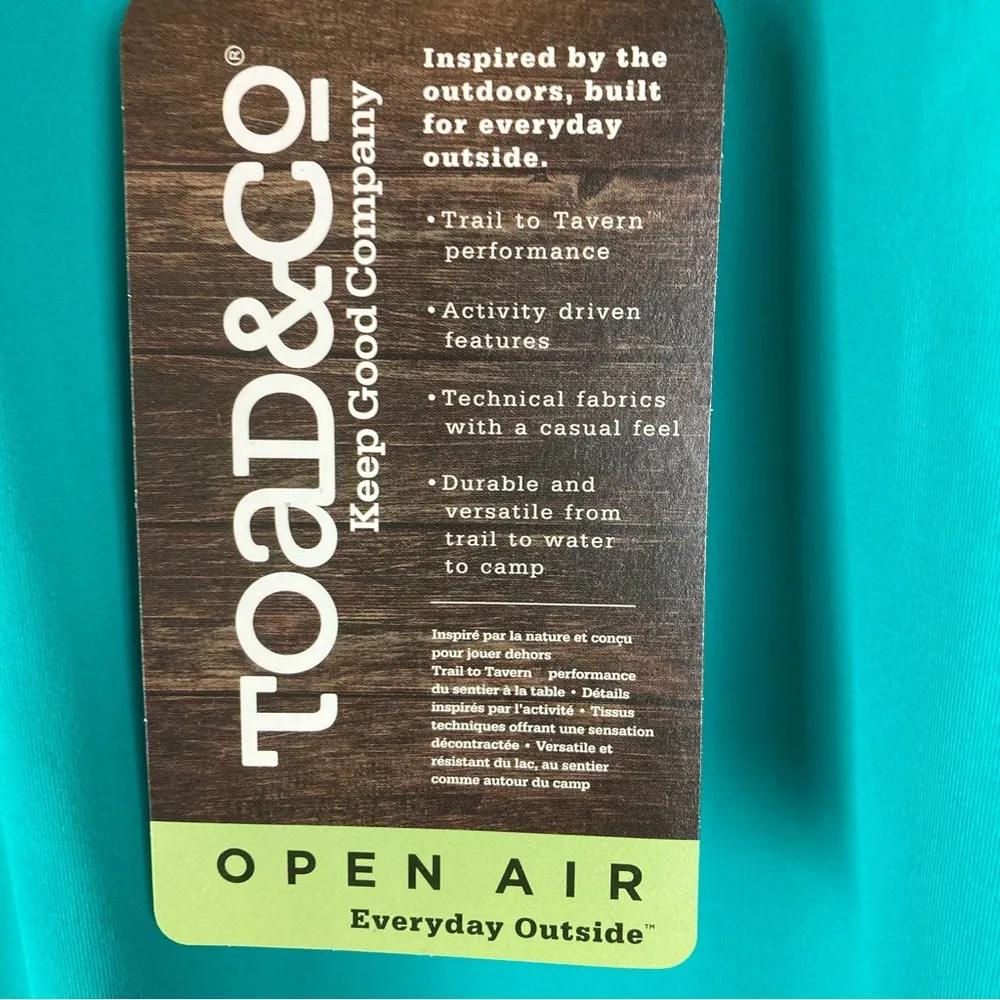 TOAD&CO®
Keep Good Company
Inspired by the
outdoors, built
for everyday
outside.
• Trail to Tavern™
performance
• Activity driven
features
• Technical fabrics
with a casual feel
• Durable and
versatile from
trail to water
to camp
Inspiré par la nature et conçu
pour jouer dehors
Trail to Tavern™ performance
du sentier à la table • Détails
inspirés par l'activité • Tissus
techniques offrant une sensation
décontractée • Versatile et
résistant du lac, au sentier
comme autour du camp
OPEN AIR
Everyday Outside™